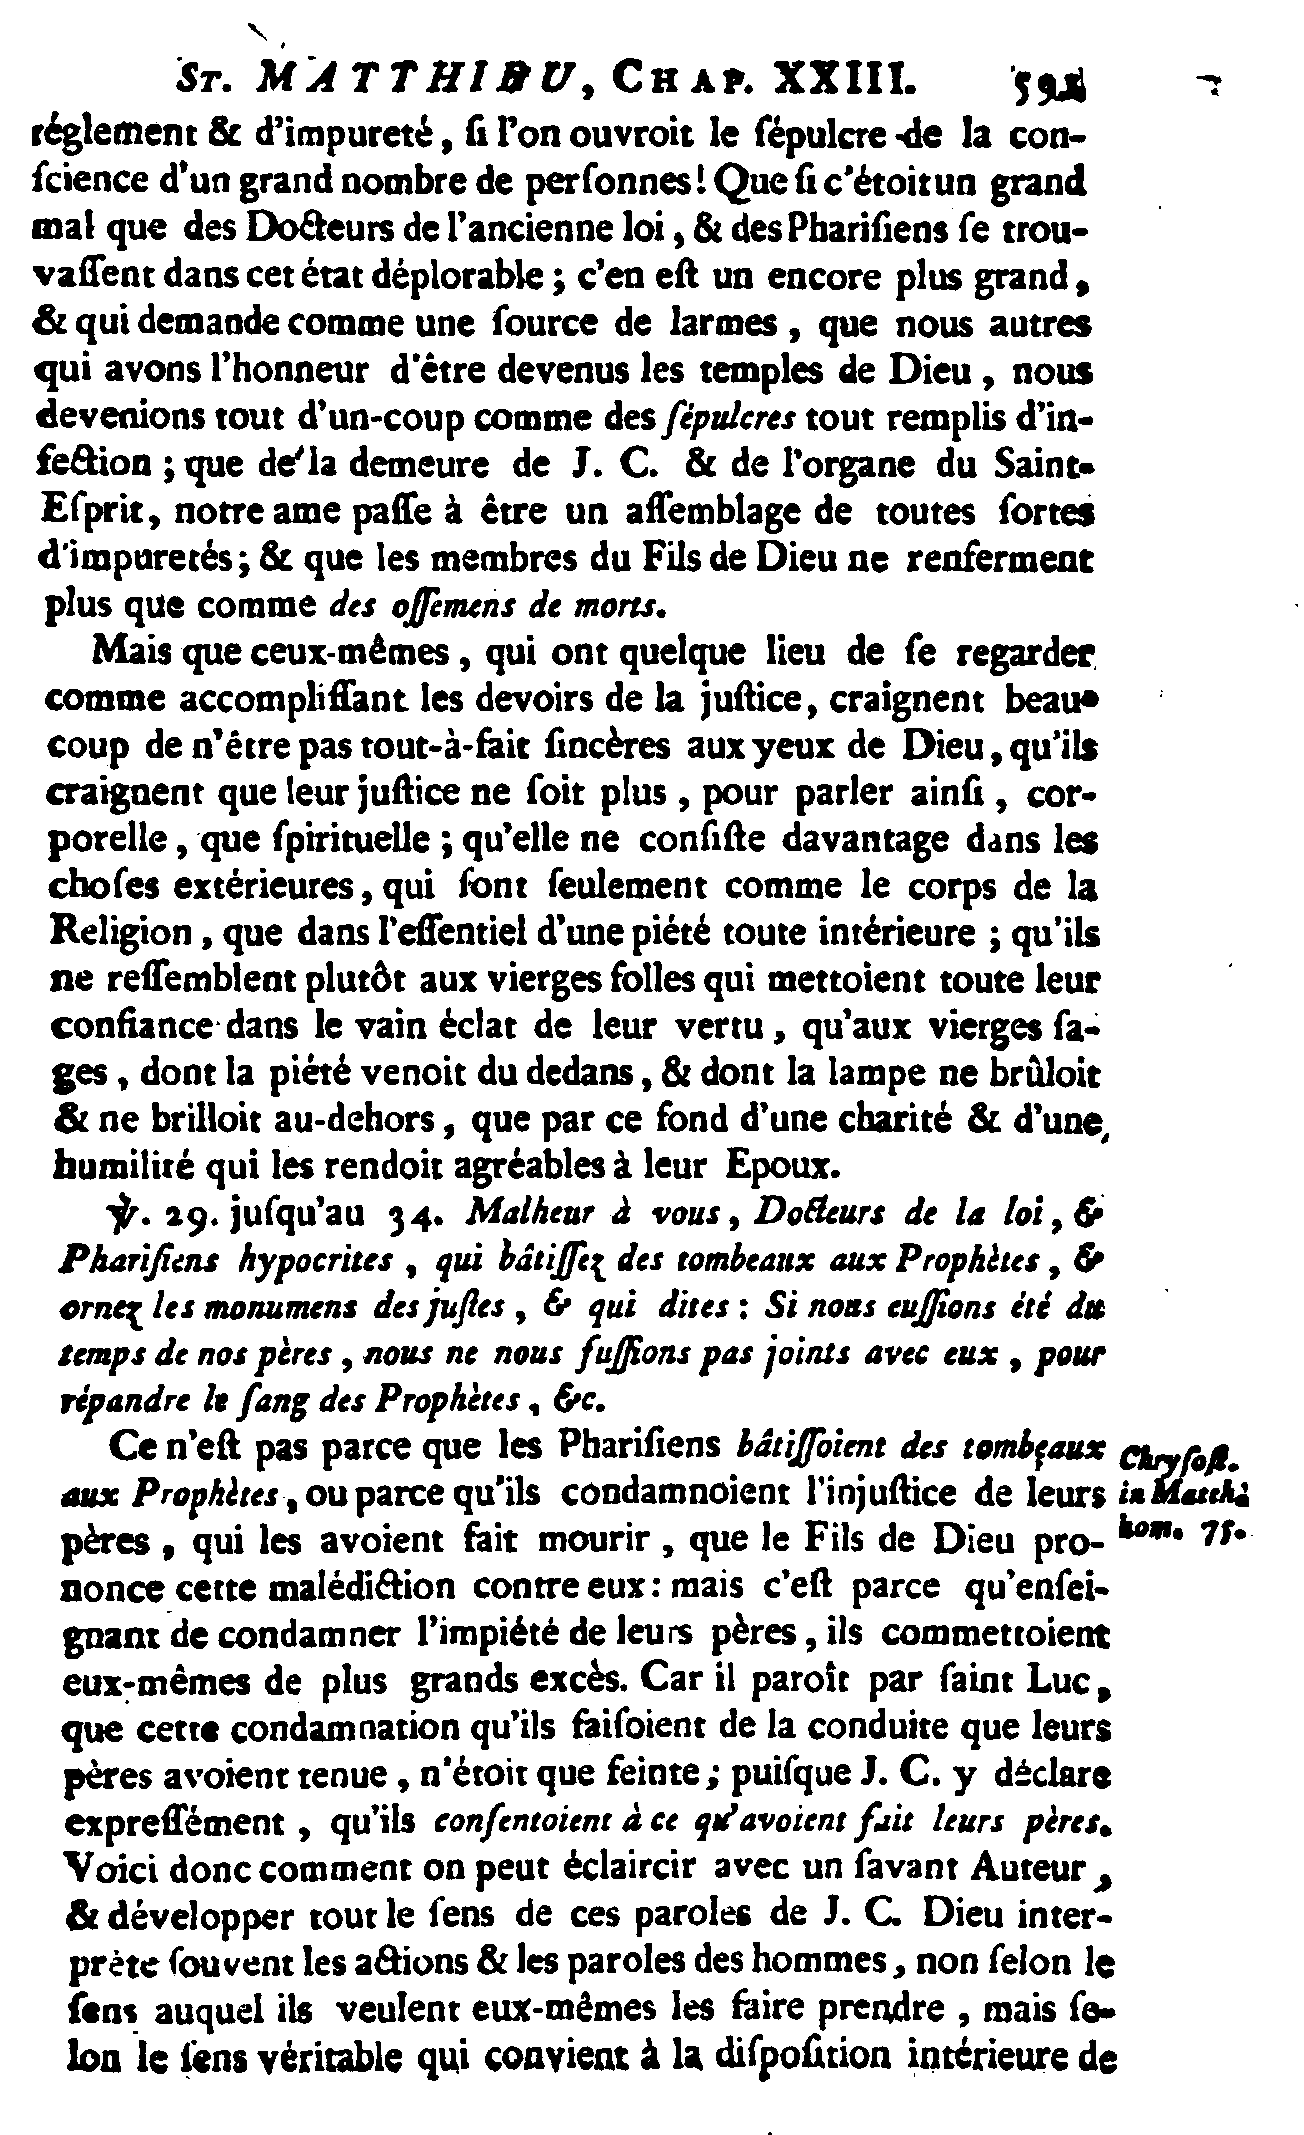 ST. MATTHIEU, CHAP. XXIII.
réglement & d'impureté, ſi l'on ouvroit le ſépulcre de la con-
ſcience d'un grand nombre de perſonnes! Que ſi c'étoit un grand
mal que des Docteurs de l'ancienne loi, & des Phariſiens ſe trou-
vaſſent dans cet état déplorable; c'en eſt un encore plus grand,
& qui demande comme une ſource de larmes, que nous autres
qui avons l'honneur d'être devenus les temples de Dieu, nous
devenions tout d'un-coup comme des ſépulcres tout remplis d'in-
fection; que de la demeure de J. C. & de l'organe du Saint-
Eſprit, notre ame paſſe à être un aſſemblage de toutes ſortes
d'impuretés; & que les membres du Fils de Dieu ne renferment
plus que comme des oſſemens de morts.
Mais que ceux-mêmes, qui ont quelque lieu de ſe regarder
comme accompliſſant les devoirs de la juſtice, craignent beau-
coup de n'être pas tout-à-fait ſincères aux yeux de Dieu, qu'ils
craignent que leur juſtice ne ſoit plus, pour parler ainſi, cor-
porelle, que ſpirituelle; qu'elle ne conſiſte davantage dans les
choſes extérieures, qui ſont ſeulement comme le corps de la
Religion, que dans l'eſſentiel d'une piété toute intérieure; qu'ils
ne reſſemblent plutôt aux vierges folles qui mettoient toute leur
confiance dans le vain éclat de leur vertu, qu'aux vierges ſa-
ges, dont la piété venoit du dedans, & dont la lampe ne brûloit
& ne brilloit au-dehors, que par ce fond d'une charité & d'une
humilité qui les rendoit agréables à leur Epoux.
℣. 29. juſqu'au 34. Malheur à vous, Docteurs de la loi, &
Phariſiens hypocrites, qui bâtiſſez des tombeaux aux Prophètes, &
ornez les monumens des juſtes, & qui dites: Si nous euſſions été du
temps de nos pères, nous ne nous fuſſions pas joints avec eux, pour
répandre le ſang des Prophètes, &c.
Ce n'eſt pas parce que les Phariſiens bâtiſſoient des tombeaux
aux Prophètes, ou parce qu'ils condamnoient l'injuſtice de leurs
pères, qui les avoient fait mourir, que le Fils de Dieu pro-
nonce cette malédiction contre eux: mais c'eſt parce qu'enſei-
gnant de condamner l'impiété de leurs pères, ils commettoient
eux-mêmes de plus grands excès. Car il paroît par ſaint Luc,
que cette condamnation qu'ils faiſoient de la conduite que leurs
pères avoient tenue, n'étoit que feinte; puiſque J. C. y déclare
expreſſément, qu'ils conſentoient à ce qu'avoient fait leurs pères.
Voici donc comment on peut éclaircir avec un ſavant Auteur,
& développer tout le ſens de ces paroles de J. C. Dieu inter-
prète ſouvent les actions & les paroles des hommes, non ſelon le
ſens auquel ils veulent eux-mêmes les faire prendre, mais ſe-
lon le ſens véritable qui convient à la diſpoſition intérieure de
Chryſoſt.
in Matth.
hom. 75.